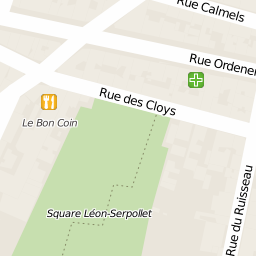 Rue Calmels
Rue Ordener
Rue des Cloys
Le Bon Coin
Square Léon-Serpollet
Rue du Ruisseau